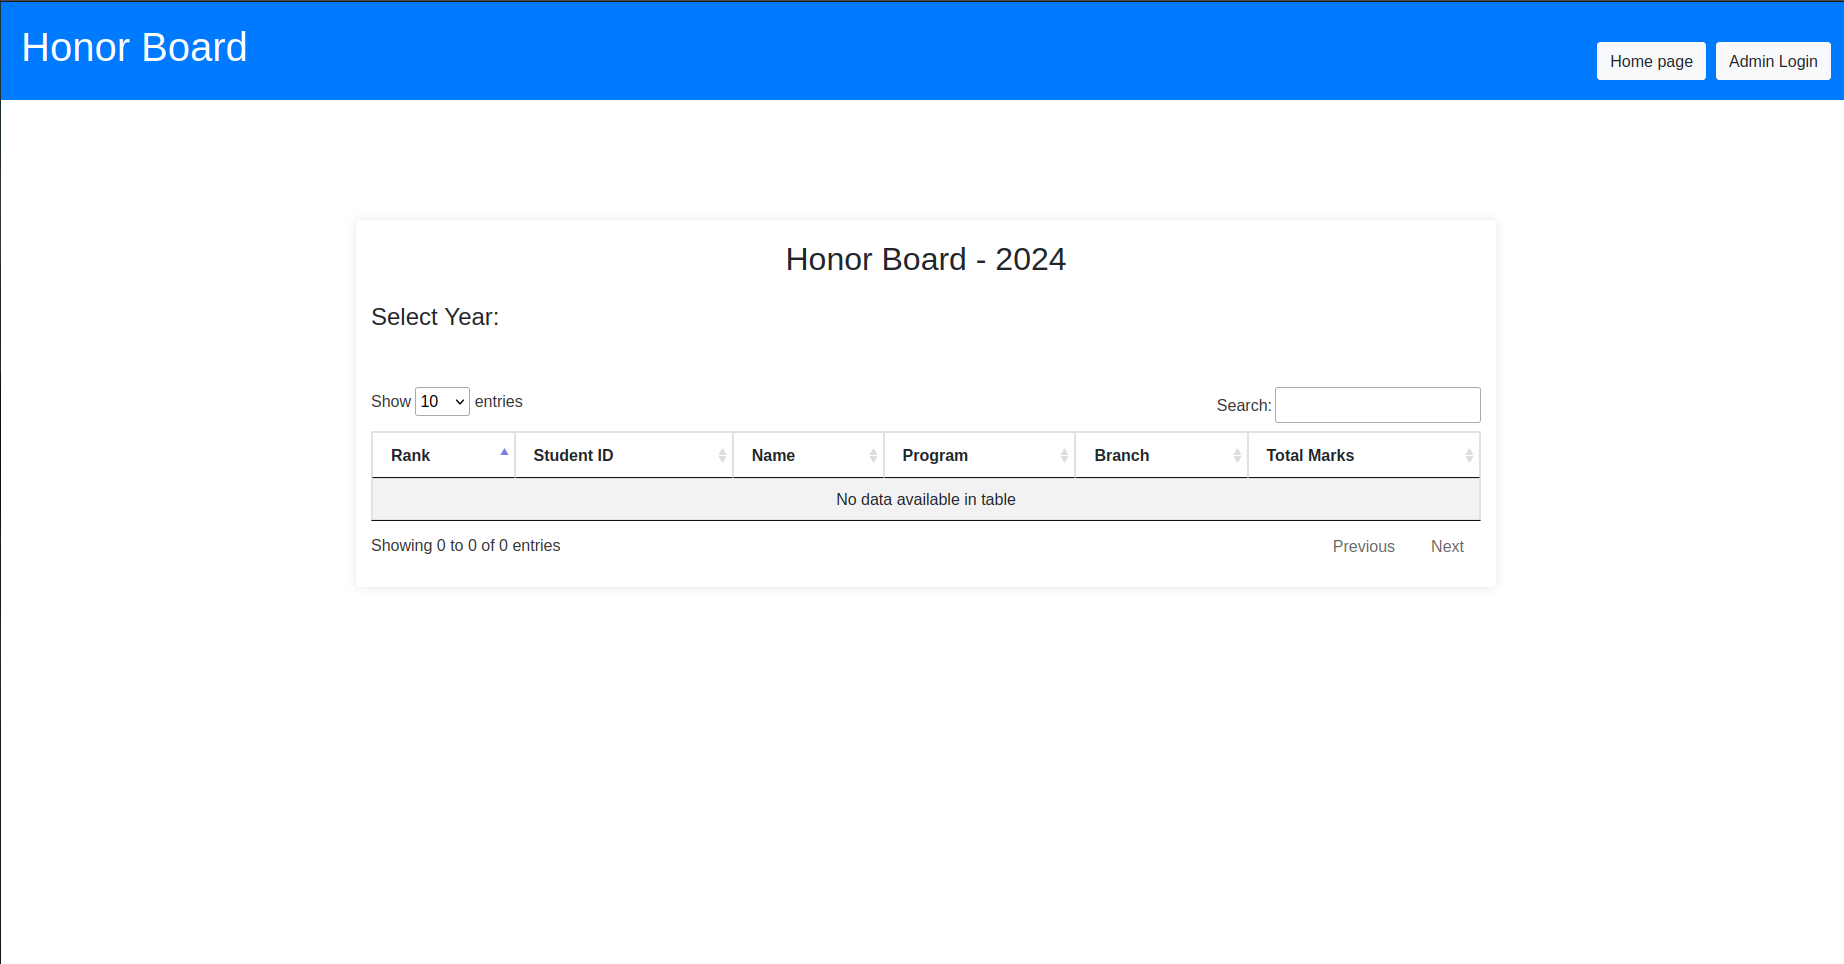 Honor Board
Home page Admin Login
Honor Board - 2024
Select Year:
Show 10 entries
Search:
Rank Student ID Name Program Branch Total Marks
No data available in table
Showing 0 to 0 of 0 entries
Previous Next